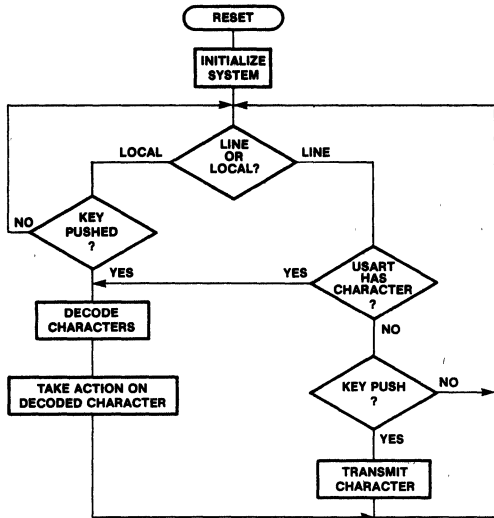 RESET
INITIALIZE
SYSTEM
LOCAL
LINE
OR
LOCAL?
LINE
NO
KEY
PUSHED
?
YES
YES
USART
HAS
CHARACTER
?
DECODE
CHARACTERS
NO
TAKE ACTION ON
DECODED CHARACTER
KEY PUSH
?
NO
YES
TRANSMIT
CHARACTER